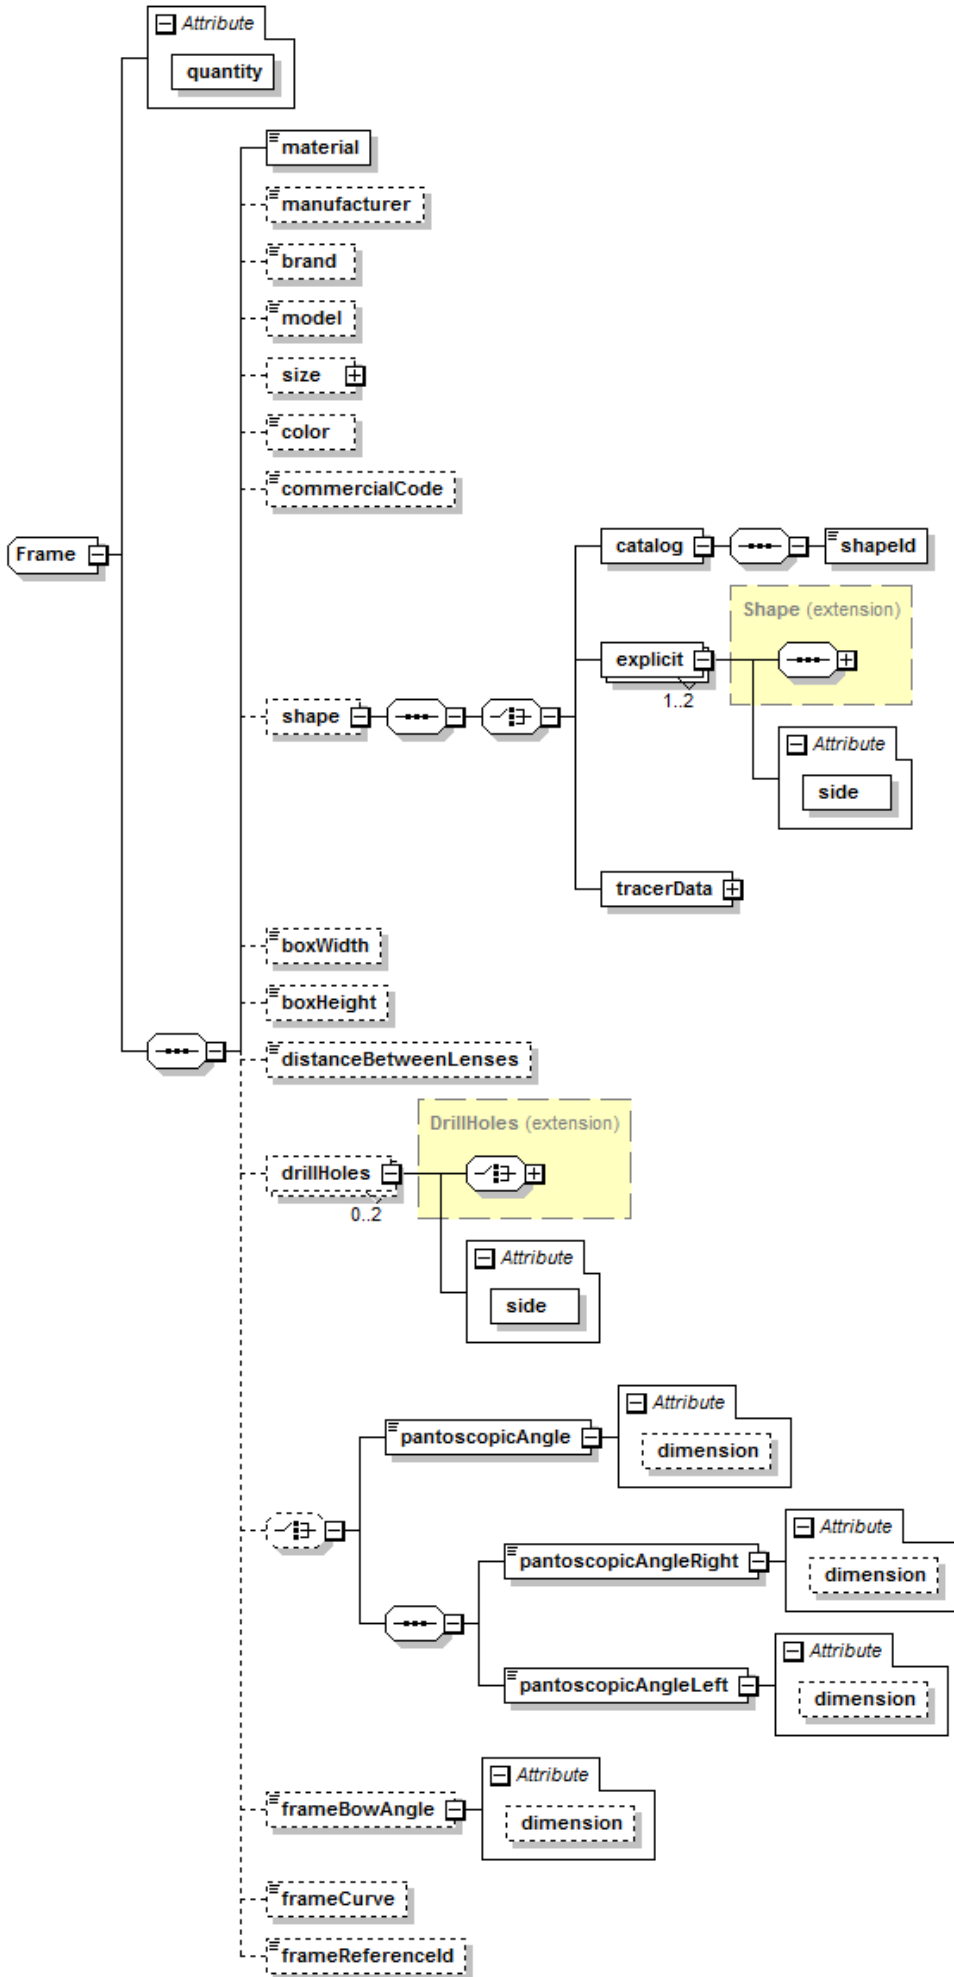 Attribute
quantity
material
manufacturer
brand
model
size
color
commercialCode
Frame
catalog
shapeId
Shape (extension)
explicit
1..2
shape
Attribute
side
tracerData
boxWidth
boxHeight
distanceBetweenLenses
DrillHoles (extension)
drillHoles
0..2
Attribute
side
Attribute
pantoscopicAngle
dimension
Attribute
pantoscopicAngleRight
dimension
Attribute
pantoscopicAngleLeft
dimension
Attribute
frameBowAngle
dimension
frameCurve
frameReferenceId